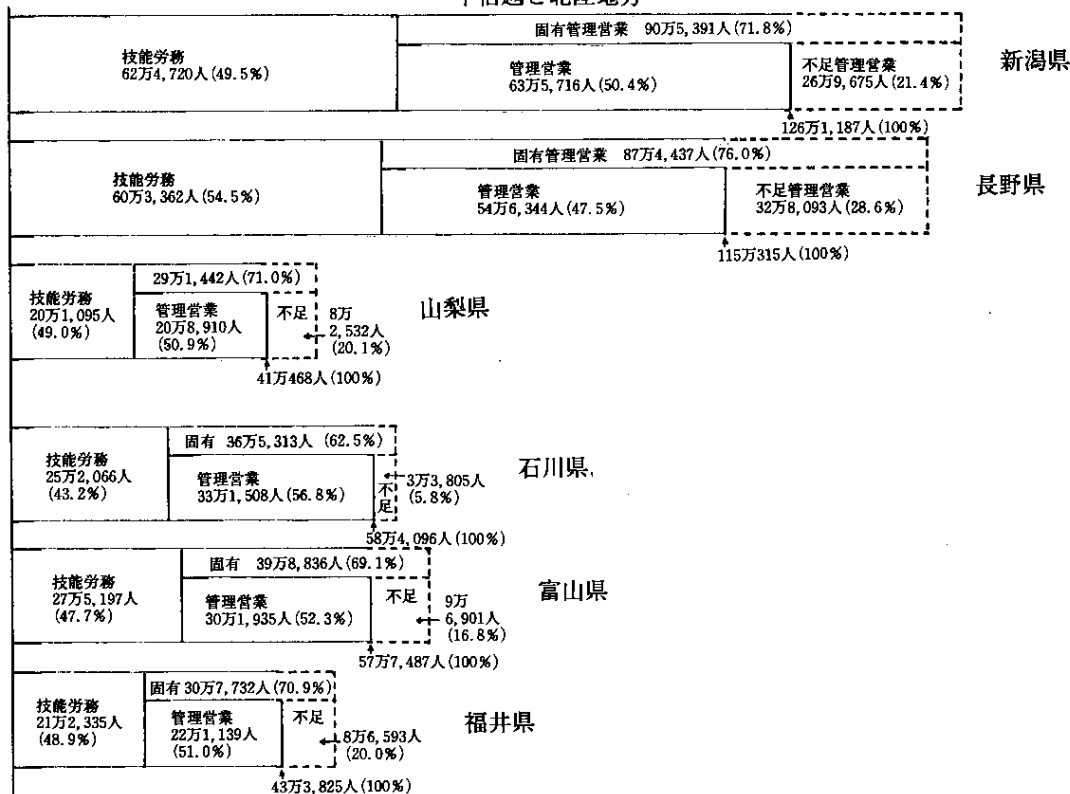 甲信越と北陸地方
固有管理営業 90万5,391人(71.8%)
技能労務
62万4,720人(49.5%)
管理営業
63万5,716人(50.4%)
不足管理営業
26万9,675人(21.4%)
新潟県
126万1,187人(100%)
固有管理営業 87万4,437人(76.0%)
技能労務
60万3,362人(54.5%)
管理営業
54万6,344人(47.5%)
不足管理営業
32万8,093人(28.6%)
長野県
115万315人(100%)
29万1,442人(71.0%)
技能労務
20万1,095人
(49.0%)
管理営業
20万8,910人
(50.9%)
不足
8万
2,532人
(20.1%)
山梨県
41万468人(100%)
固有 36万5,313人 (62.5%)
技能労務
25万2,066人
(43.2%)
管理営業
33万1,508人(56.8%)
不足
3万3,805人
(5.8%)
石川県
58万4,096人(100%)
固有 39万8,836人(69.1%)
技能労務
27万5,197人
(47.7%)
管理営業
30万1,935人(52.3%)
不足
9万
6,901人
(16.8%)
富山県
57万7,487人(100%)
固有30万7,732人(70.9%)
技能労務
21万2,335人
(48.9%)
管理営業
22万1,139人
(51.0%)
不足
8万6,593人
(20.0%)
福井県
43万3,825人(100%)